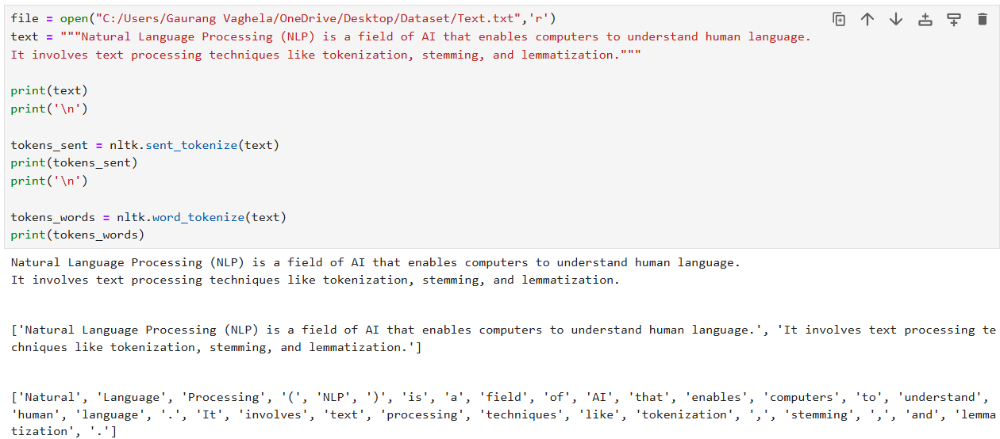 file = open("C:/Users/Gaurang Vaghela/OneDrive/Desktop/Dataset/Text.txt",'r')
text = """Natural Language Processing (NLP) is a field of AI that enables computers to understand human language.
It involves text processing techniques like tokenization, stemming, and lemmatization."""
print(text)
print('\n')
tokens_sent = nltk.sent_tokenize(text)
print(tokens_sent)
print('\n')
tokens_words = nltk.word_tokenize(text)
print(tokens_words)
Natural Language Processing (NLP) is a field of AI that enables computers to understand human language.
It involves text processing techniques like tokenization, stemming, and lemmatization.
['Natural Language Processing (NLP) is a field of AI that enables computers to understand human language.', 'It involves text processing te
chniques like tokenization, stemming, and lemmatization.']
['Natural', 'Language', 'Processing', '(', 'NLP', ')', 'is', 'a', 'field', 'of', 'AI', 'that', 'enables', 'computers', 'to', 'understand',
'human', 'language', '.', 'It', 'involves', 'text', 'processing', 'techniques', 'like', 'tokenization', ',', 'stemming', ',', 'and', 'lemma
tization', '.']